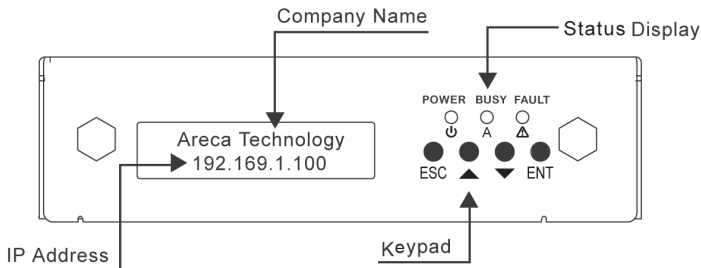 Company Name
Status Display
POWER BUSY FAULT
A
Areca Technology
192.169.1.100
ESC ENT
IP Address
Keypad